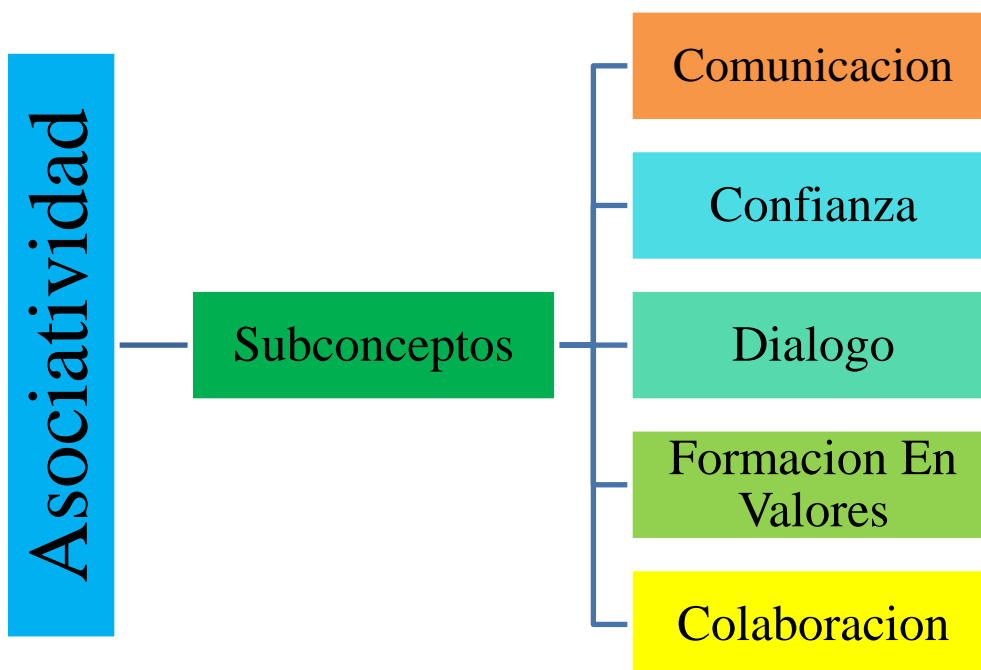 Asociatividad
Subconceptos
Comunicacion
Confianza
Dialogo
Formacion En
Valores
Colaboracion